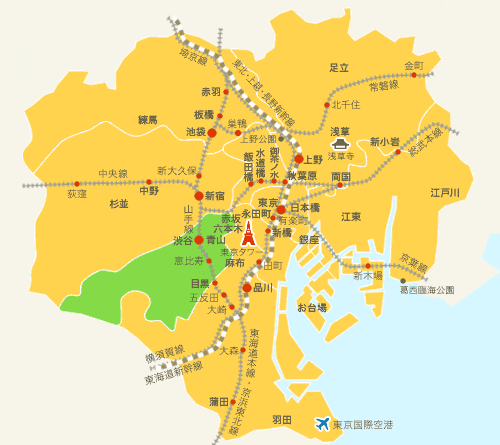 埼京線
東北・上越・長野新幹線
足立
金町
常磐線
赤羽
北千住
板橋
練馬
巣鴨
池袋
上野公園
浅草
浅草寺
新小岩
総武本線
御茶ノ水
水道橋
飯田橋
上野
秋葉原
両国
中央線
新大久保
荻窪
中野
杉並
新宿
江戸川
山手線
東京
日本橋
永田町
有楽町
江東
赤坂
六本木
新橋
銀座
渋谷
青山
東京タワー
麻布
田町
恵比寿
京葉線
新木場
葛西臨海公園
目黒
五反田
大崎
品川
お台場
横須賀線
東海道新幹線
大森
東海道本線・京浜東北線
蒲田
羽田
東京国際空港